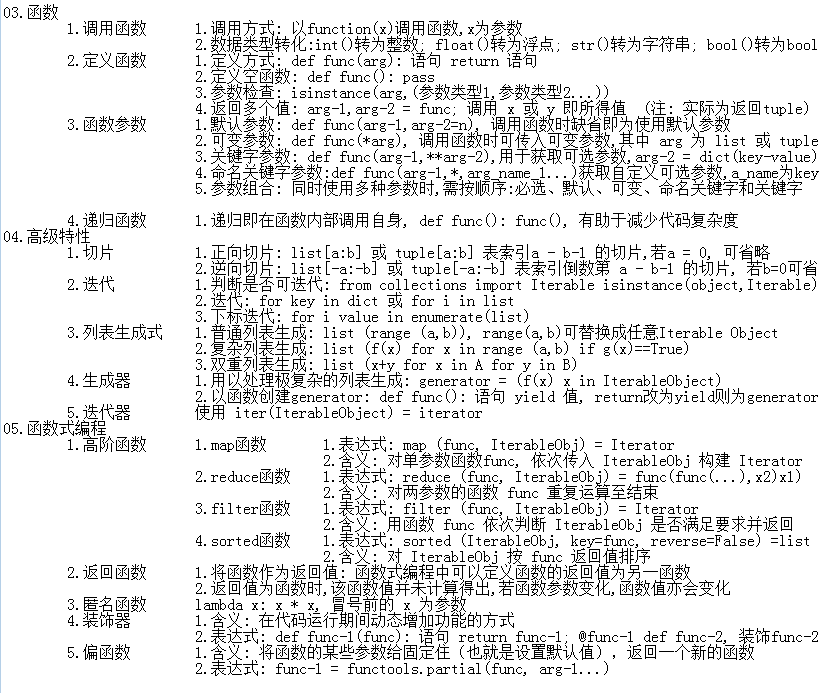 03.函数
1.调用函数 1.调用方式: 以function(x)调用函数,x为参数
2.数据类型转化:int()转为整数; float()转为浮点; str()转为字符串; bool()转为bool
2.定义函数 1.定义方式: def func(arg): 语句 return 语句
2.定义空函数: def func(): pass
3.参数检查: isinstance(arg,(参数类型1,参数类型2...))
4.返回多个值: arg-1,arg-2 = func; 调用 x 或 y 即所得值 (注: 实际为返回tuple)
3.函数参数 1.默认参数: def func(arg-1,arg-2=n), 调用函数时缺省即为使用默认参数
2.可变参数: def func(*arg), 调用函数时可传入可变参数,其中 arg 为 list 或 tuple
3.关键字参数: def func(arg-1,**arg-2),用于获取可选参数,arg-2 = dict(key-value)
4.命名关键字参数:def func(arg-1,*,arg_name_1...)获取自定义可选参数,a_name为key
5.参数组合: 同时使用多种参数时,需按顺序:必选、默认、可变、命名关键字和关键字
4.递归函数 1.递归即在函数内部调用自身, def func(): func(), 有助于减少代码复杂度
04.高级特性
1.切片 1.正向切片: list[a:b] 或 tuple[a:b] 表索引a - b-1 的切片,若a = 0, 可省略
2.逆向切片: list[-a:-b] 或 tuple[-a:-b] 表索引倒数第 a - b-1 的切片, 若b=0可省
2.迭代 1.判断是否可迭代: from collections import Iterable isinstance(object,Iterable)
2.迭代: for key in dict 或 for i in list
3.下标迭代: for i value in enumerate(list)
3.列表生成式 1.普通列表生成: list (range (a,b)), range(a,b)可替换成任意Iterable Object
2.复杂列表生成: list (f(x) for x in range (a,b) if g(x)==True)
3.双重列表生成: list (x+y for x in A for y in B)
4.生成器 1.用以处理极复杂的列表生成: generator = (f(x) x in IterableObject)
2.以函数创建generator: def func(): 语句 yield 值, return改为yield则为generator
5.迭代器 使用 iter(IterableObject) = iterator
05.函数式编程
1.高阶函数 1.map函数 1.表达式: map (func, IterableObj) = Iterator
2.含义: 对单参数函数func, 依次传入 IterableObj 构建 Iterator
2.reduce函数 1.表达式: reduce (func, IterableObj) = func(func(...),x2)x1)
2.含义: 对两参数的函数 func 重复运算至结束
3.filter函数 1.表达式: filter (func, IterableObj) = Iterator
2.含义: 用函数 func 依次判断 IterableObj 是否满足要求并返回
4.sorted函数 1.表达式: sorted (IterableObj, key=func, reverse=False) =list
2.含义: 对 IterableObj 按 func 返回值排序
2.返回函数 1.将函数作为返回值: 函数式编程中可以定义函数的返回值为另一函数
2.返回值为函数时,该函数值并未计算得出,若函数参数变化,函数值亦会变化
3.匿名函数 lambda x: x * x, 冒号前的 x 为参数
4.装饰器 1.含义: 在代码运行期间动态增加功能的方式
2.表达式: def func-1(func): 语句 return func-1; @func-1 def func-2, 装饰func-2
5.偏函数 1.含义: 将函数的某些参数给固定住（也就是设置默认值）, 返回一个新的函数
2.表达式: func-1 = functools.partial(func, arg-1...)